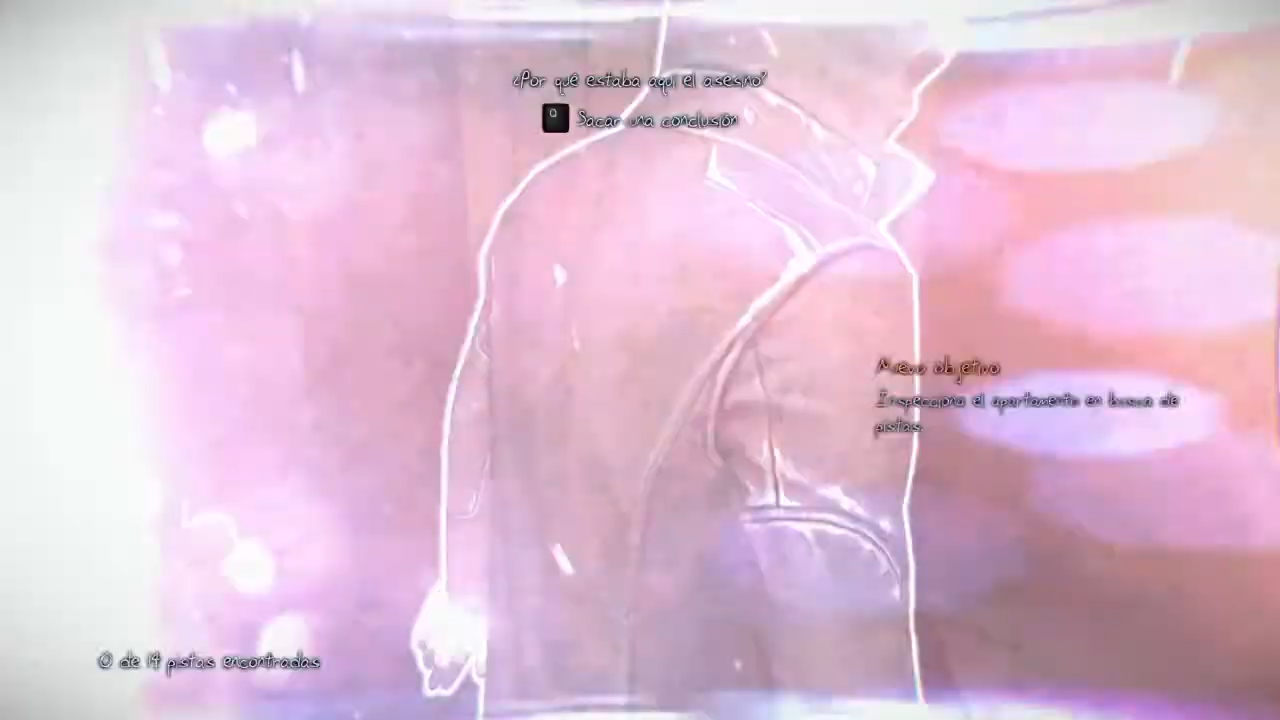 ¿Por qué estaba aquí el asesino?
Q
Sacar una conclusión
Nuevo objetivo
Inspecciona el apartamento en busca de
pistas.
0 de 14 pistas encontradas